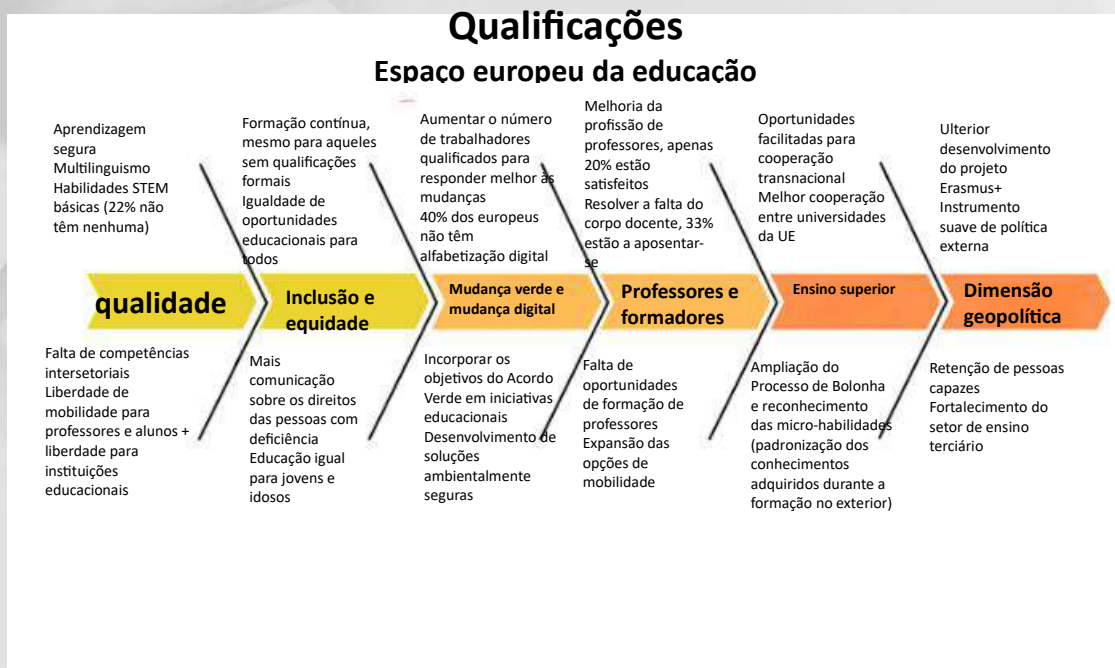 Qualificações
Espaço europeu da educação
Aprendizagem
segura
Multilinguismo
Habilidades STEM
básicas (22% não
têm nenhuma)
Formação contínua,
mesmo para aqueles
sem qualificações
formais
Igualdade de
oportunidades
educacionais para
todos
Aumentar o número
de trabalhadores
qualificados para
responder melhor às
mudanças
40% dos europeus
não têm
alfabetização digital
Melhoria da
profissão de
professores, apenas
20% estão
satisfeitos
Resolver a falta do
corpo docente, 33%
estão a aposentar-
se
Oportunidades
facilitadas para
cooperação
transnacional
Melhor cooperação
entre universidades
da UE
Ulterior
desenvolvimento
do projeto
Erasmus+
Instrumento
suave de política
externa
qualidade
Inclusão e
equidade
Mudança verde e
mudança digital
Professores e
formadores
Ensino superior
Dimensão
geopolítica
Falta de competências
intersetoriais
Liberdade de
mobilidade para
professores e alunos +
liberdade para
instituições
educacionais
Mais
comunicação
sobre os direitos
das pessoas com
deficiência
Educação igual
para jovens e
idosos
Incorporar os
objetivos do Acordo
Verde em iniciativas
educacionais
Desenvolvimento de
soluções
ambientalmente
seguras
Falta de
oportunidades
de formação de
professores
Expansão das
opções de
mobilidade
Ampliação do
Processo de Bolonha
e reconhecimento
das micro-habilidades
(padronização dos
conhecimentos
adquiridos durante a
formação no exterior)
Retenção de pessoas
capazes
Fortalecimento do
setor de ensino
terciário